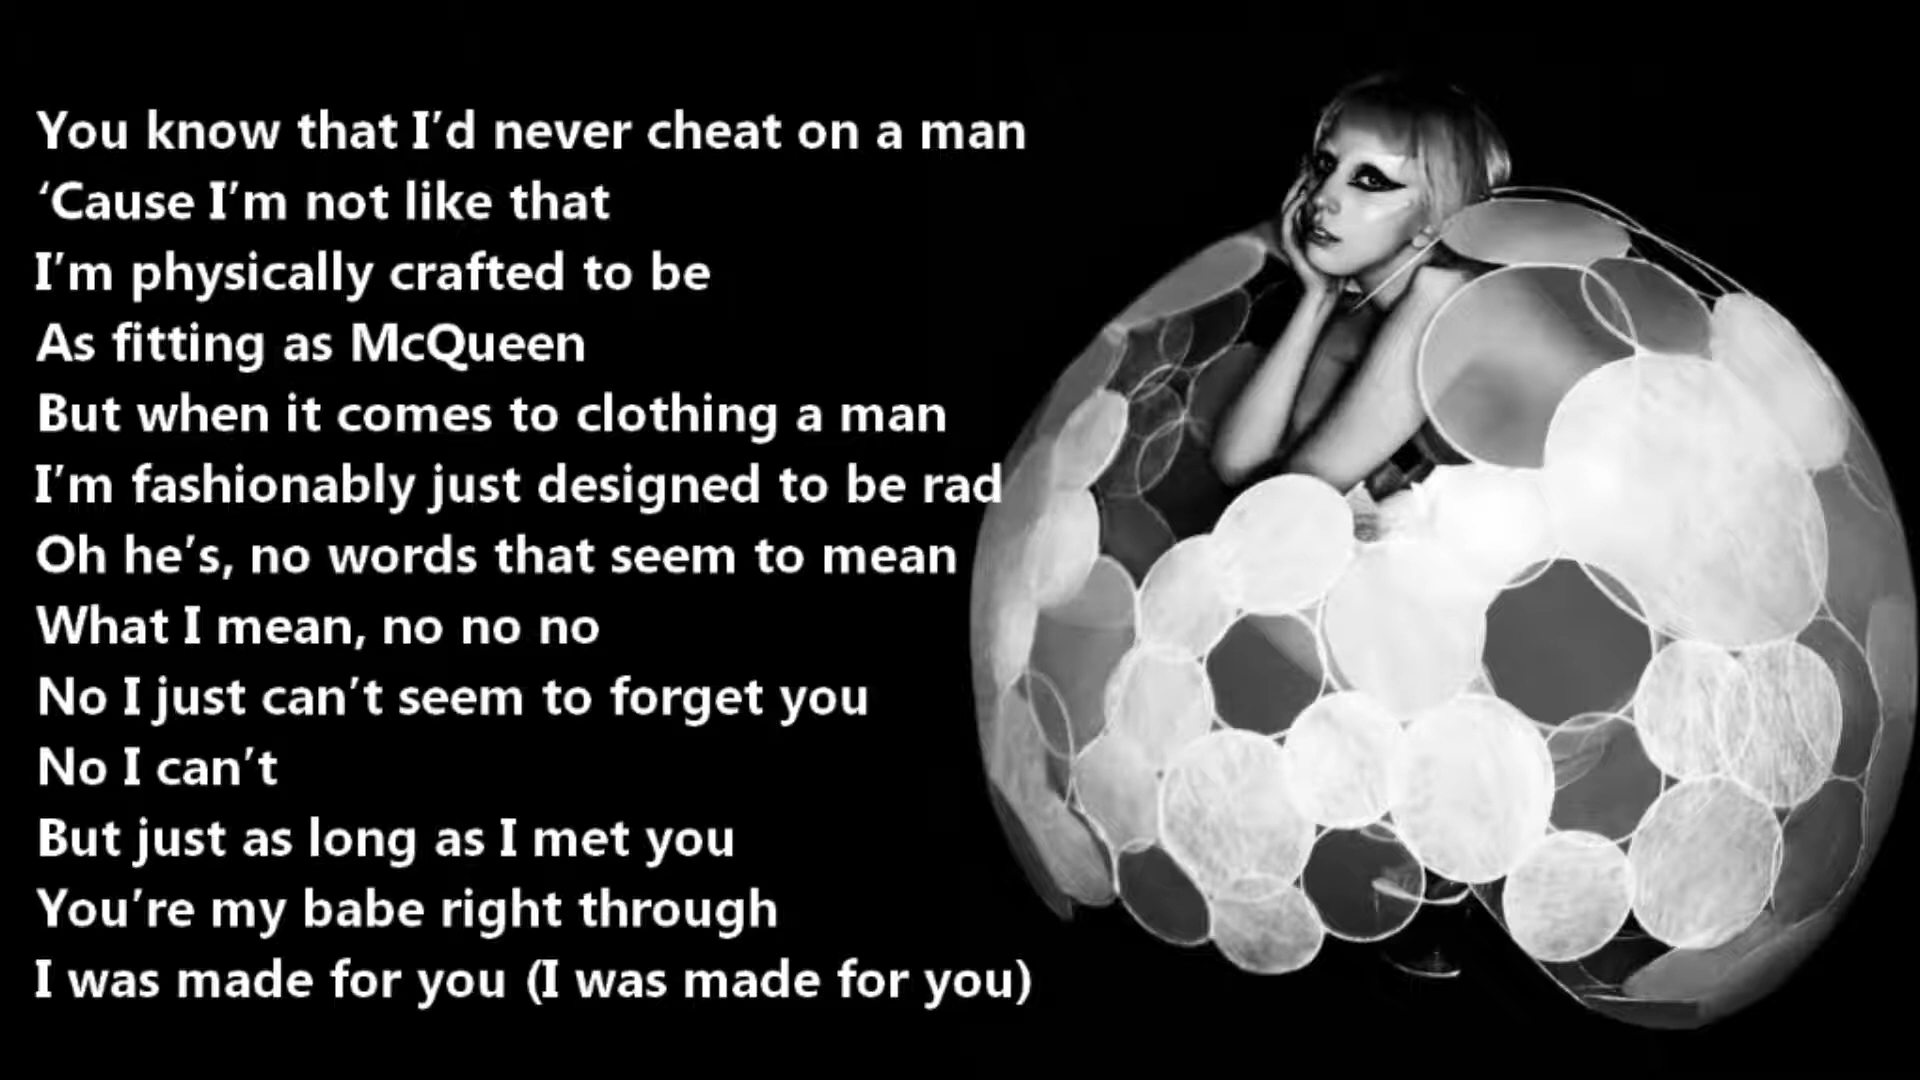 You know that I’d never cheat on a man
‘Cause I’m not like that
I’m physically crafted to be
As fitting as McQueen
But when it comes to clothing a man
I’m fashionably just designed to be rad
Oh he’s, no words that seem to mean
What I mean, no no no
No I just can’t seem to forget you
No I can’t
But just as long as I met you
You’re my babe right through
I was made for you (I was made for you)